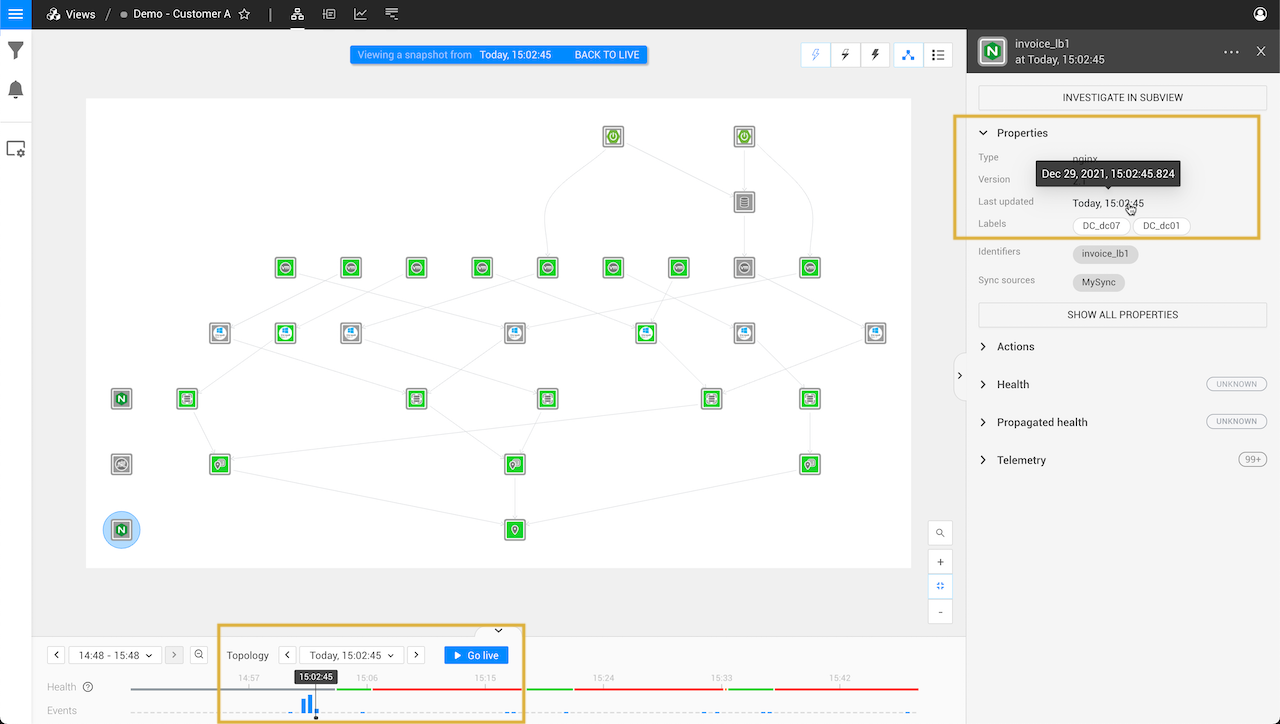 Views / Demo - Customer A
Viewing a snapshot from Today, 15:02:45 BACK TO LIVE
invoice_lb1
at Today, 15:02:45
INVESTIGATE IN SUBVIEW
Properties
Type nginx
Dec 29, 2021, 15:02:45.824
Version
Last updated Today, 15:02:45
Labels DC_dc07 DC_dc01
Identifiers invoice_lb1
Sync sources MySync
SHOW ALL PROPERTIES
Actions
Health UNKNOWN
Propagated health UNKNOWN
Telemetry 99+
+
-
14:48 - 15:48 Topology Today, 15:02:45 Go live
14:57 15:02:45 15:06 15:15 15:24 15:33 15:42
Health
Events